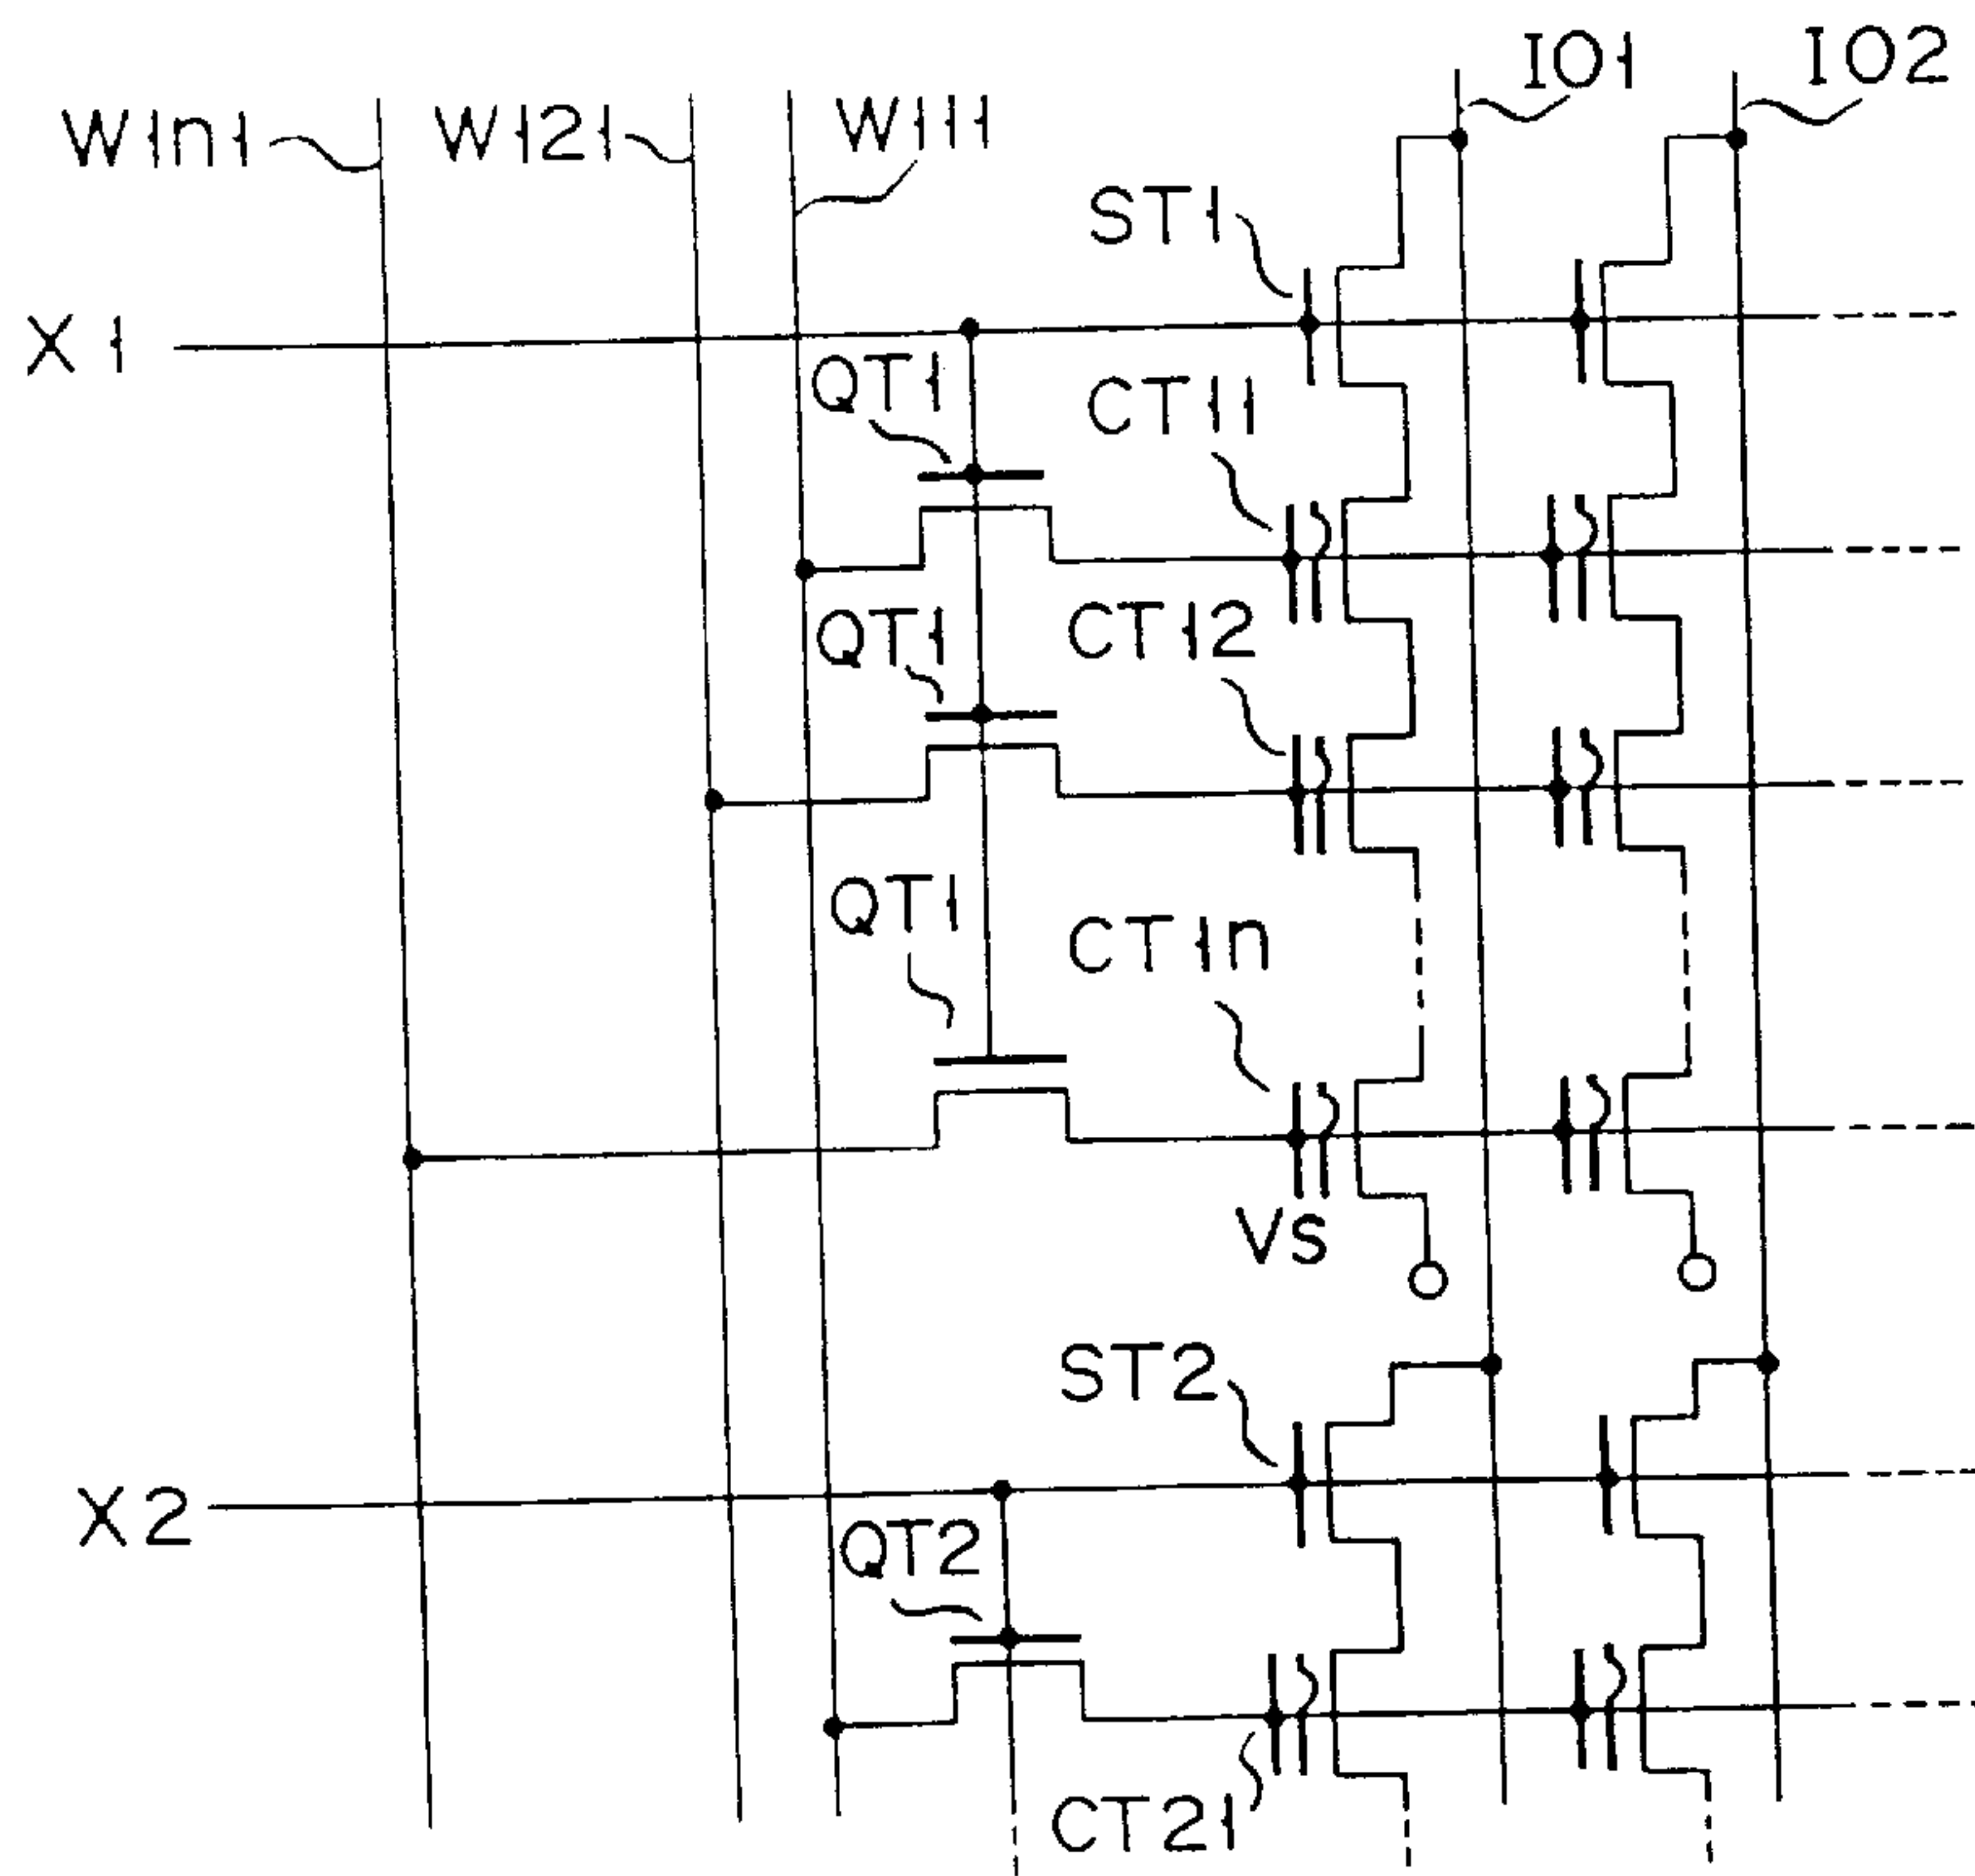 IO1
IO2
W1n1
W121
W111
ST1
X1
QT1
CT11
QT1
CT12
QT1
CT1n
Vs
ST2
X2
QT2
CT21